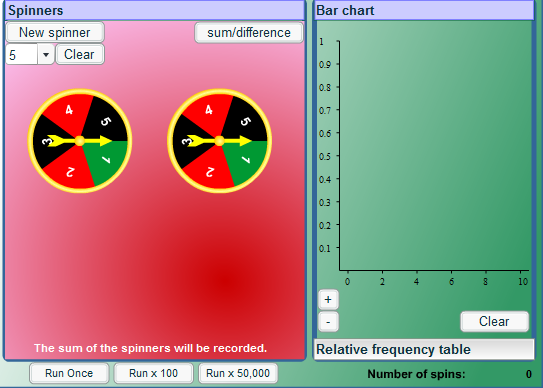 Spinners
New spinner
sum/difference
5
Clear
4
5
3
2
1
4
5
3
2
1
The sum of the spinners will be recorded.
Run Once
Run x 100
Run x 50,000
Bar chart
1
0.9
0.8
0.7
0.6
0.5
0.4
0.3
0.2
0.1
0 2 4 6 8 10
+
-
Clear
Relative frequency table
Number of spins: 0